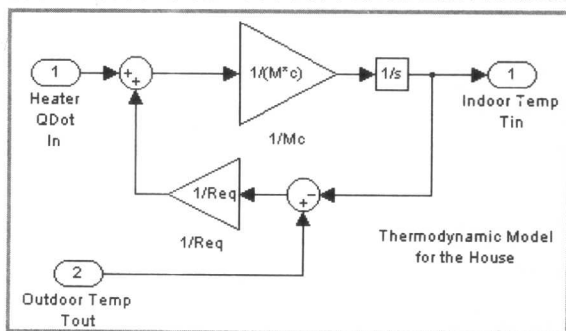 1
Heater
QDot
In
++
1/(M*c)
1/Mc
1/s
1
Indoor Temp
Tin
1/Req
1/Req
+-
2
Outdoor Temp
Tout
Thermodynamic Model
for the House